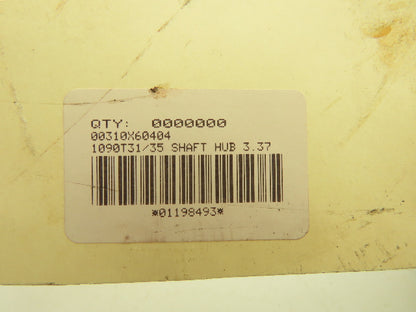 QTY: 0000000
00310X60404
1090T31/35 SHAFT HUB 3.37
*01198493*